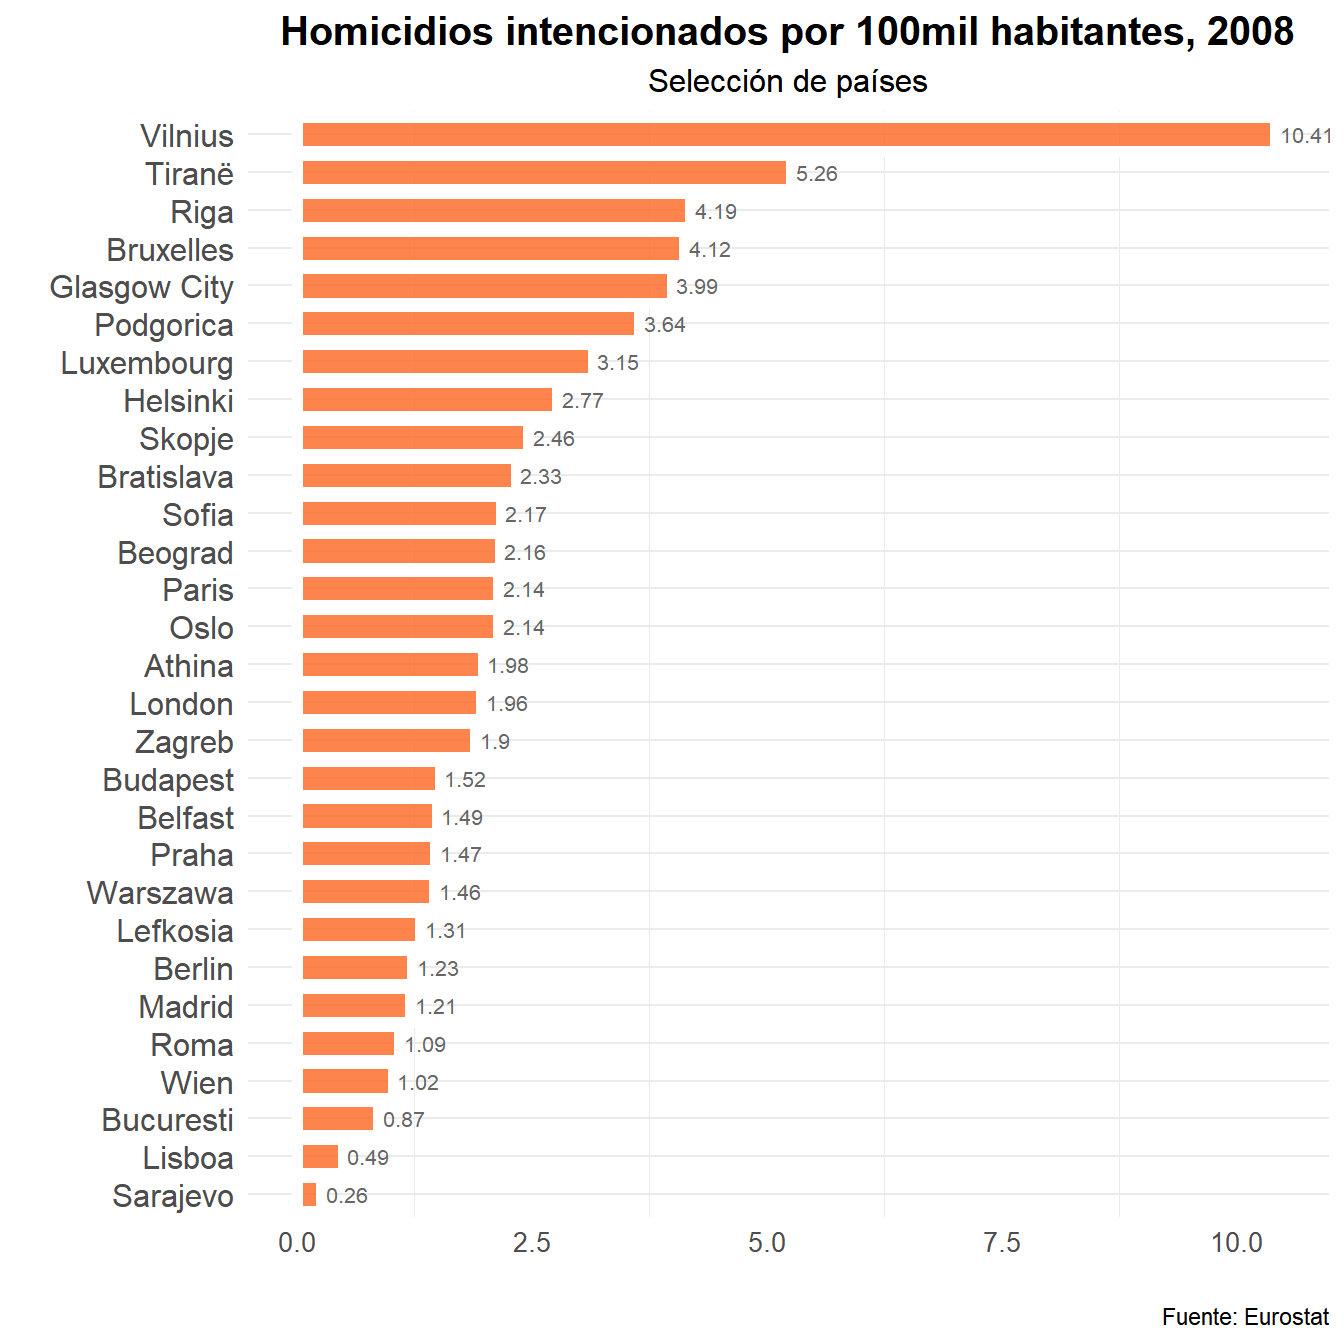 Homicidios intencionados por 100mil habitantes, 2008
Selección de países
Vilnius 10.41
Tiranë 5.26
Riga 4.19
Bruxelles 4.12
Glasgow City 3.99
Podgorica 3.64
Luxembourg 3.15
Helsinki 2.77
Skopje 2.46
Bratislava 2.33
Sofia 2.17
Beograd 2.16
Paris 2.14
Oslo 2.14
Athina 1.98
London 1.96
Zagreb 1.9
Budapest 1.52
Belfast 1.49
Praha 1.47
Warszawa 1.46
Lefkosia 1.31
Berlin 1.23
Madrid 1.21
Roma 1.09
Wien 1.02
Bucuresti 0.87
Lisboa 0.49
Sarajevo 0.26
0.0 2.5 5.0 7.5 10.0
Fuente: Eurostat